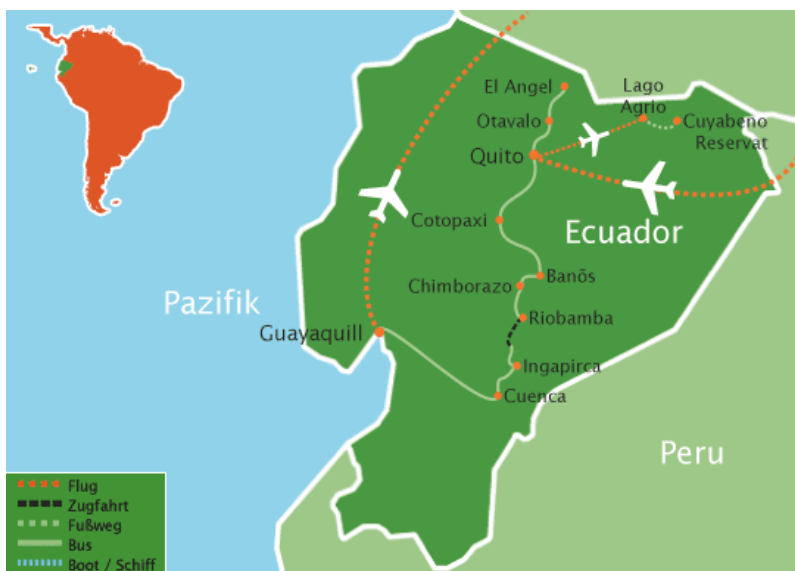 El Angel
Lago
Agrio
Otavalo
Cuyabeno
Reservat
Quito
Cotopaxi
Ecuador
Banõs
Chimborazo
Pazifik
Riobamba
Guayaquill
Ingapirca
Cuenca
Peru
Flug
Zugfahrt
Fußweg
Bus
Boot / Schiff